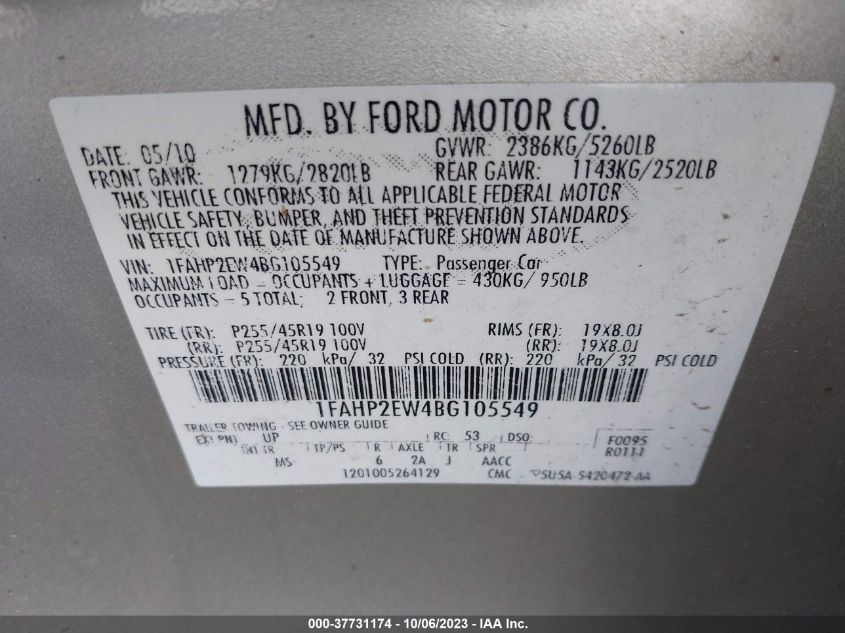 MFD. BY FORD MOTOR CO.
DATE: 05/10 GVWR: 2386KG/5260LB
FRONT GAWR: 1279KG/2820LB REAR GAWR: 1143KG/2520LB
THIS VEHICLE CONFORMS TO ALL APPLICABLE FEDERAL MOTOR
VEHICLE SAFETY, BUMPER, AND THEFT PREVENTION STANDARDS
IN EFFECT ON THE DATE OF MANUFACTURE SHOWN ABOVE.
VIN: 1FAHP2EW4BG105549 TYPE: Passenger Car
MAXIMUM LOAD = OCCUPANTS + LUGGAGE = 430KG/ 950LB
OCCUPANTS - 5 TOTAL; 2 FRONT, 3 REAR
TIRE (FR): P255/45R19 100V RIMS (FR): 19X8.0J
(RR): P255/45R19 100V (RR): 19X8.0J
PRESSURE (FR): 220 kPa/ 32 PSI COLD (RR): 220 kPa/ 32 PSI COLD
1FAHP2EW4BG105549
TRAILER TOWING - SEE OWNER GUIDE
EXT PNT: UP RC: 53 DSO: F0095
INT TR TP/PS R AXLE TR SPR R0111
MS 6 2A J AACC
1201005264129 CMC 5U5A-5420472-AA
000-37731174 - 10/06/2023 - IAA Inc.